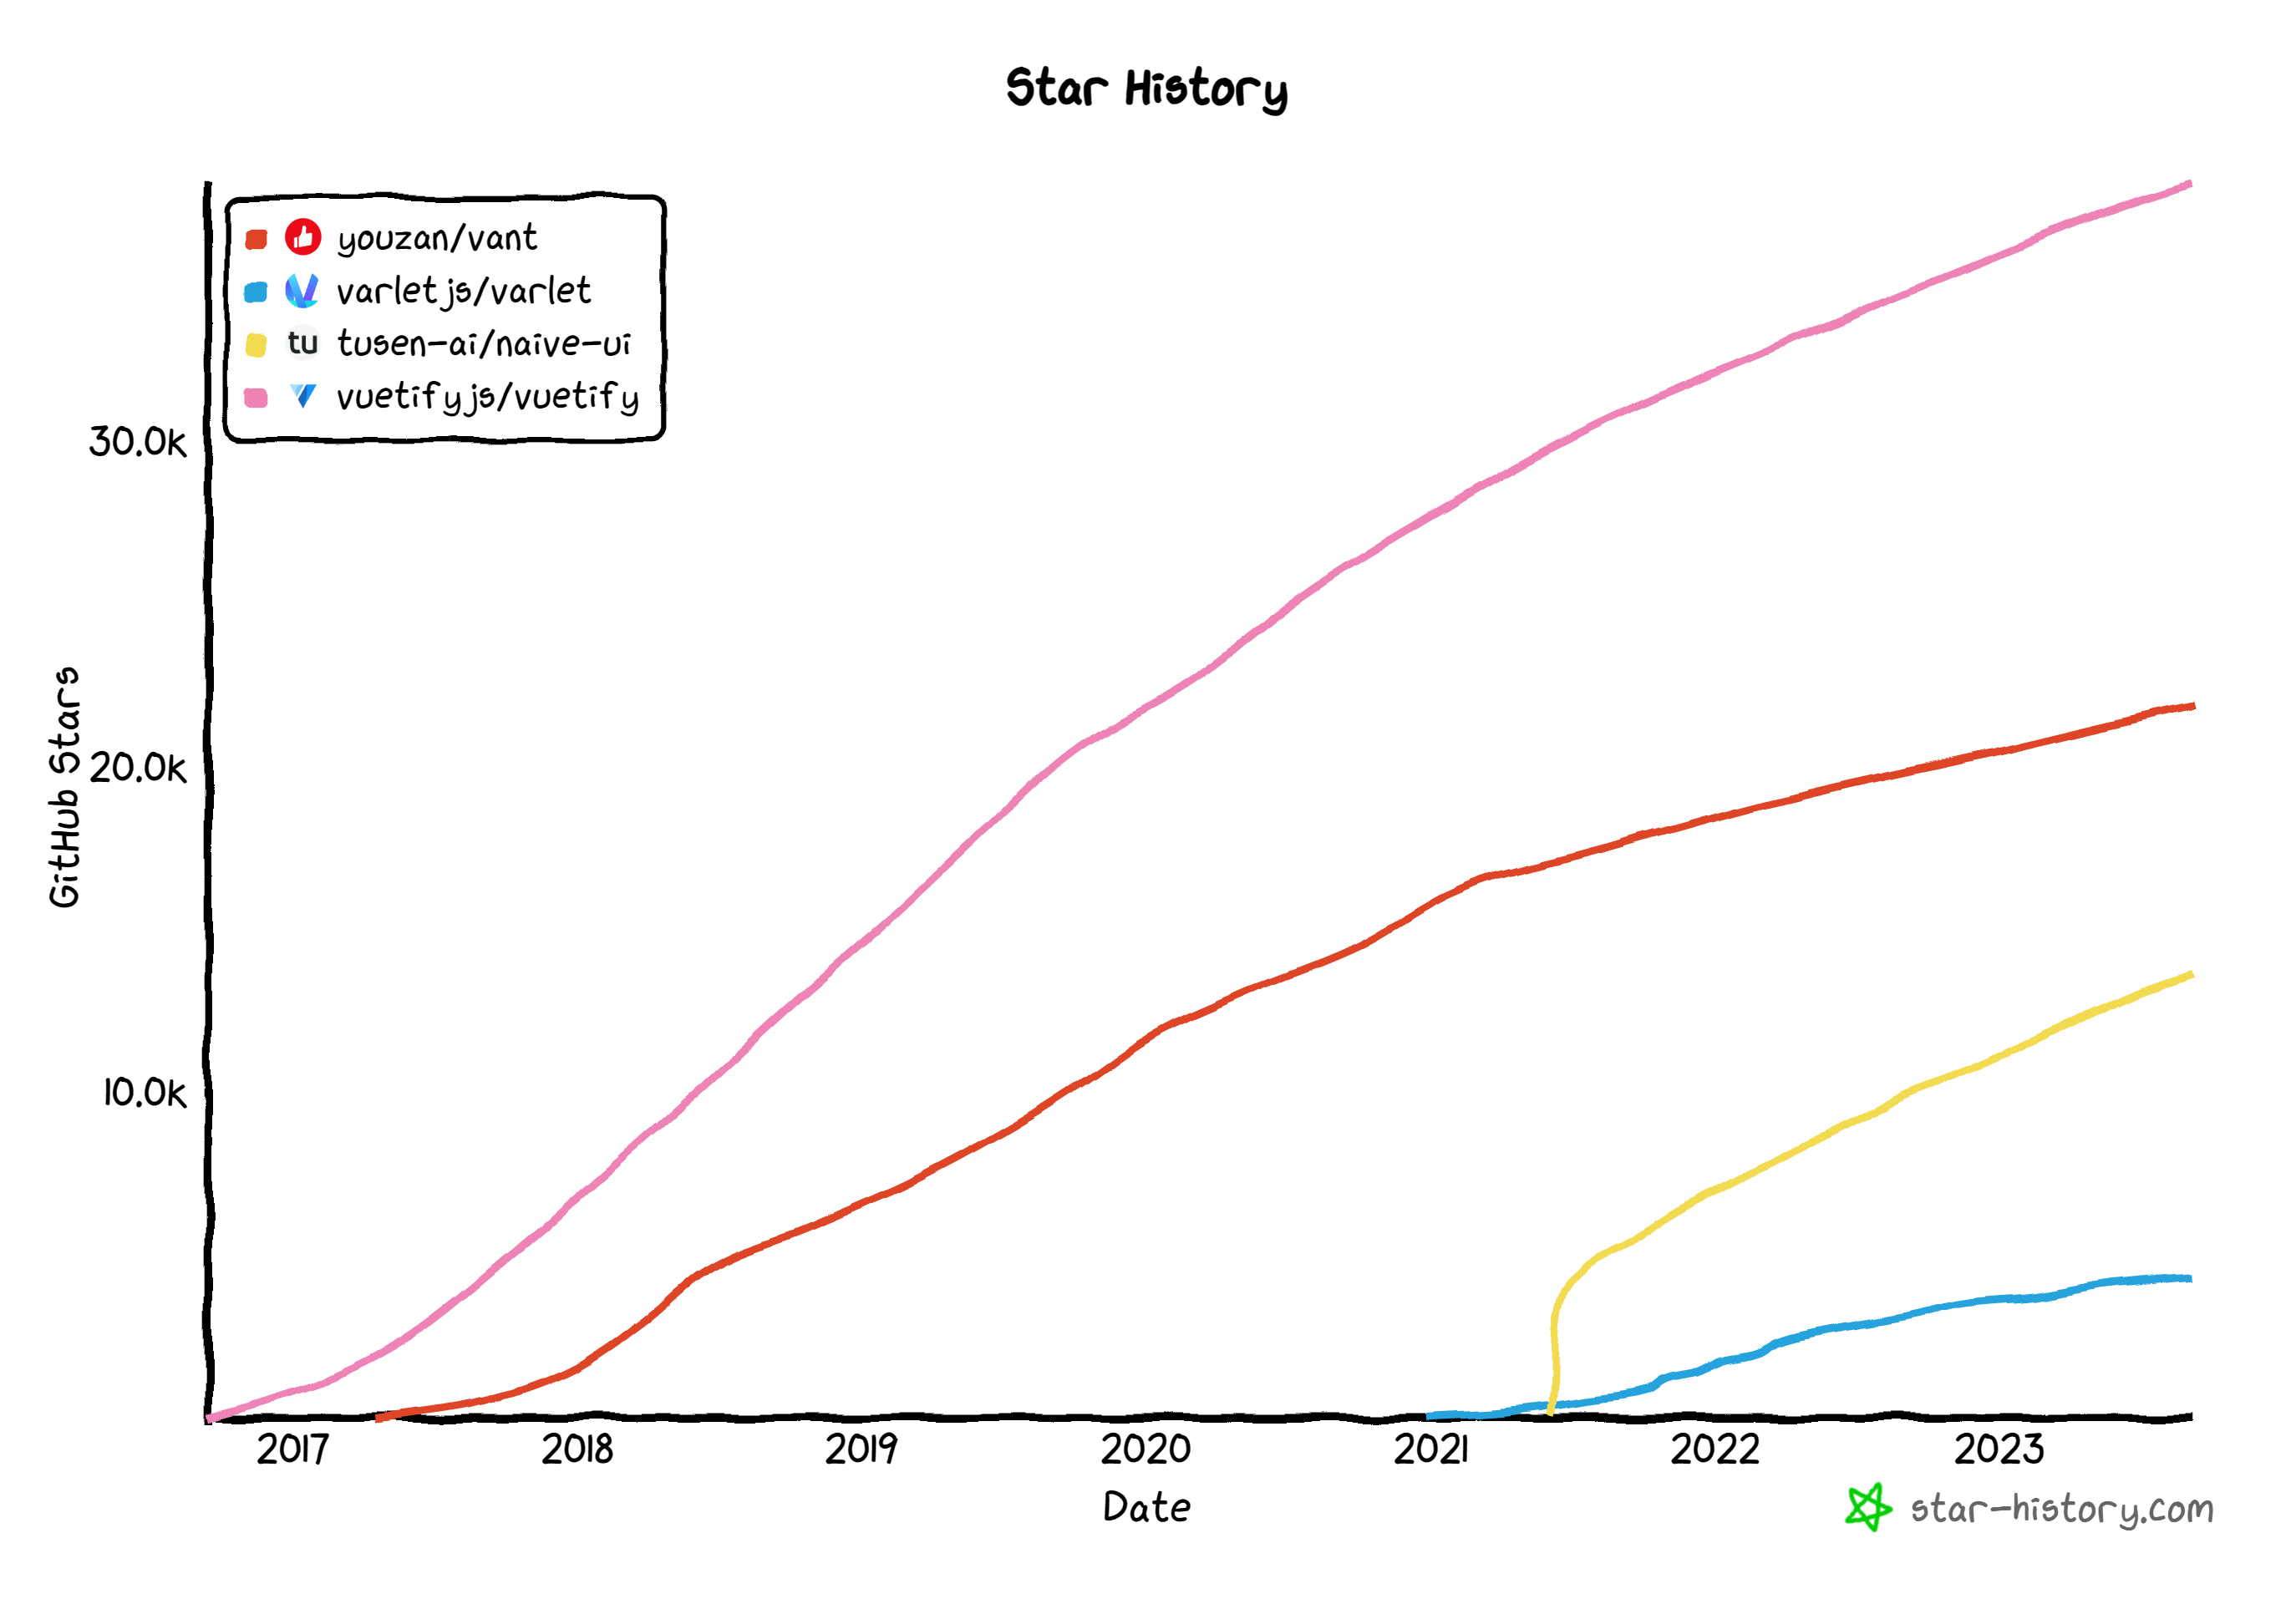 Star History
youzan/vant
varletjs/varlet
tu tusen-ai/naive-ui
vuetifyjs/vuetify
30.0K
20.0K
10.0K
GitHub Stars
2017 2018 2019 2020 2021 2022 2023
Date
star-history.com